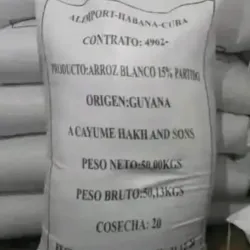 ALIMPORT-HABANA-CUBA
CONTRATO: 4902-
PRODUCTO:ARROZ BLANCO 15% PARTIDO
ORIGEN:GUYANA
A CAYUME HAKH AND SONS
PESO NETO:50,00KGS
PESO BRUTO:50,13KGS
COSECHA: 20